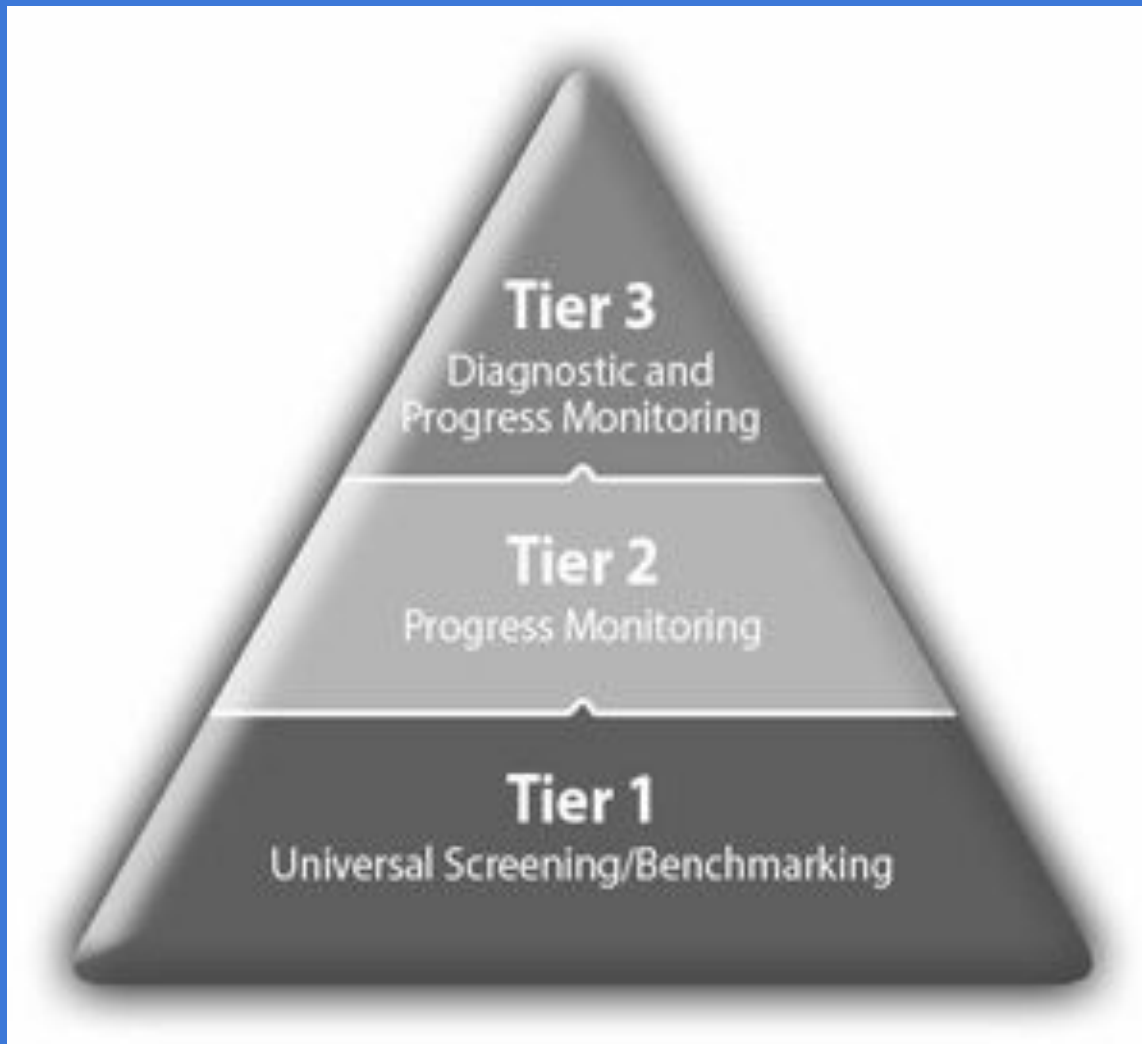 Tier 3
Diagnostic and
Progress Monitoring
Tier 2
Progress Monitoring
Tier 1
Universal Screening/Benchmarking